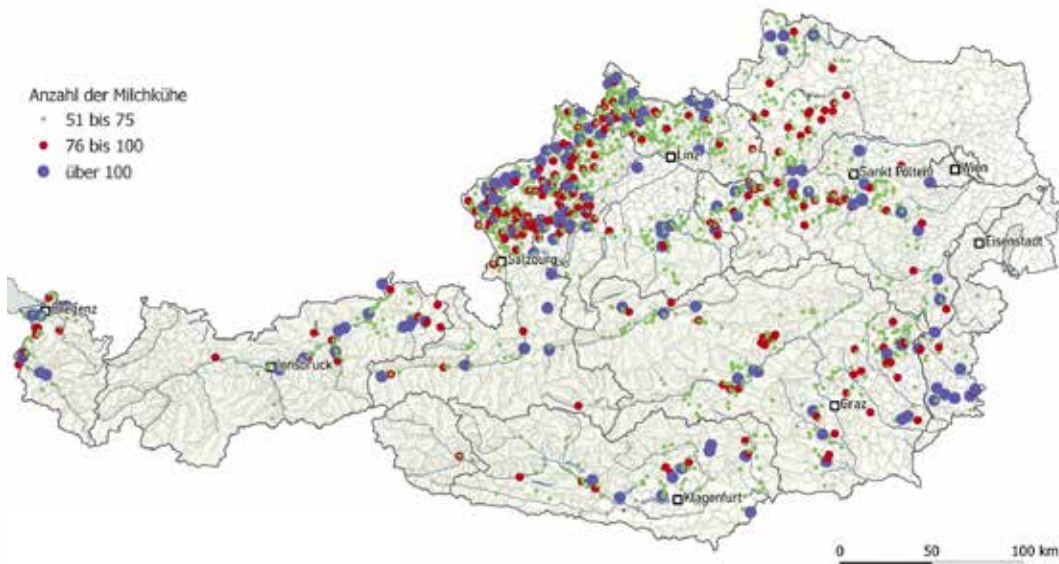 Anzahl der Milchkühe
51 bis 75
76 bis 100
über 100
Linz
Sankt Pölten
Wien
Eisenstadt
Salzburg
Bregenz
Innsbruck
Graz
Klagenfurt
0 50 100 km